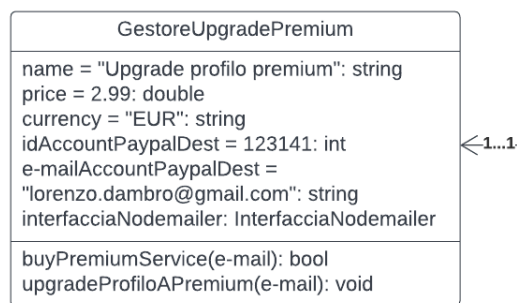 GestoreUpgradePremium
name = "Upgrade profilo premium": string
price = 2.99: double
currency = "EUR": string
idAccountPaypalDest = 123141: int
e-mailAccountPaypalDest =
"lorenzo.dambro@gmail.com": string
interfacciaNodemailer: InterfacciaNodemailer
1...1
buyPremiumService(e-mail): bool
upgradeProfiloAPremium(e-mail): void